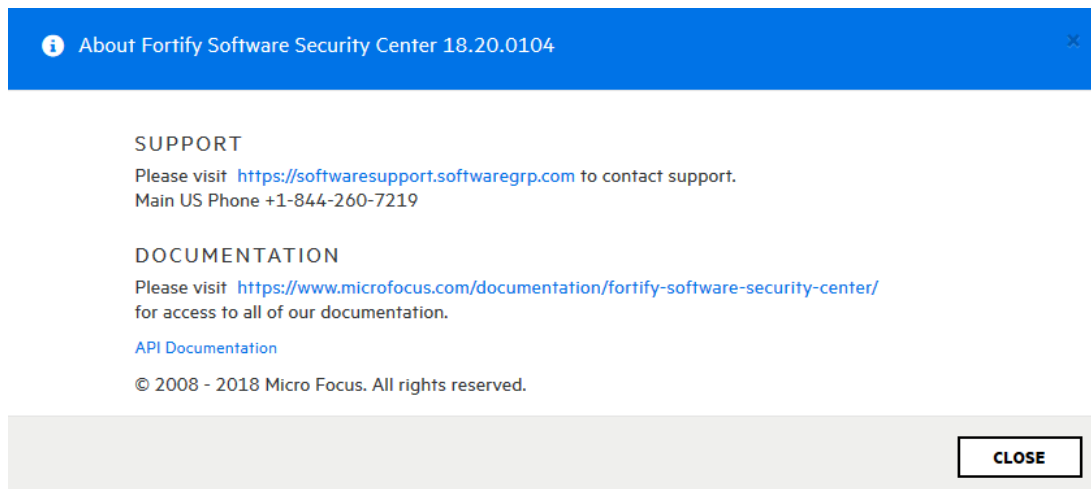 About Fortify Software Security Center 18.20.0104
SUPPORT
Please visit https://softwaresupport.softwaregrp.com to contact support.
Main US Phone +1-844-260-7219
DOCUMENTATION
Please visit https://www.microfocus.com/documentation/fortify-software-security-center/
for access to all of our documentation.
API Documentation
© 2008 - 2018 Micro Focus. All rights reserved.
CLOSE